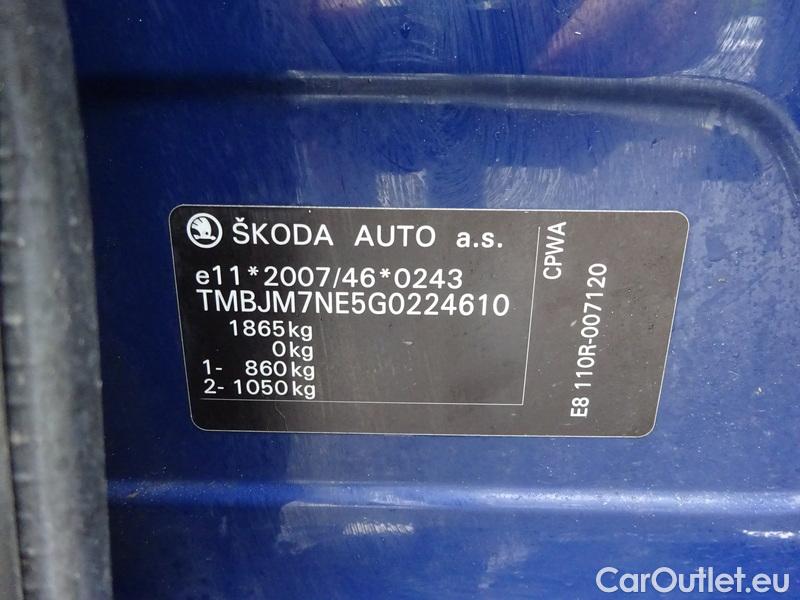 ŠKODA AUTO a.s.
e11*2007/46*0243
TMBJM7NE5G0224610
1865kg
0kg
1- 860kg
2- 1050kg
CPWA
E8 110R-007120
CarOutlet.eu